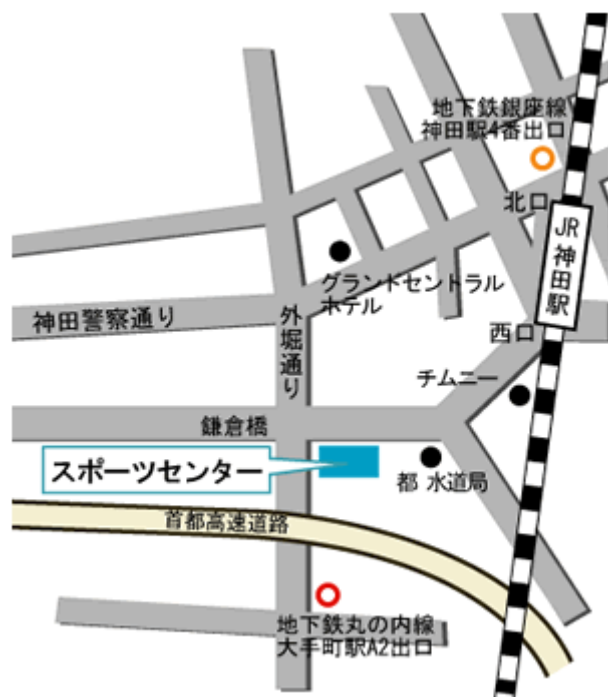 地下鉄銀座線
神田駅4番出口
北口
JR神田駅
グランドセントラル
ホテル
神田警察通り
外堀通り
西口
チムニー
鎌倉橋
スポーツセンター
都 水道局
首都高速道路
地下鉄丸の内線
大手町駅A2出口